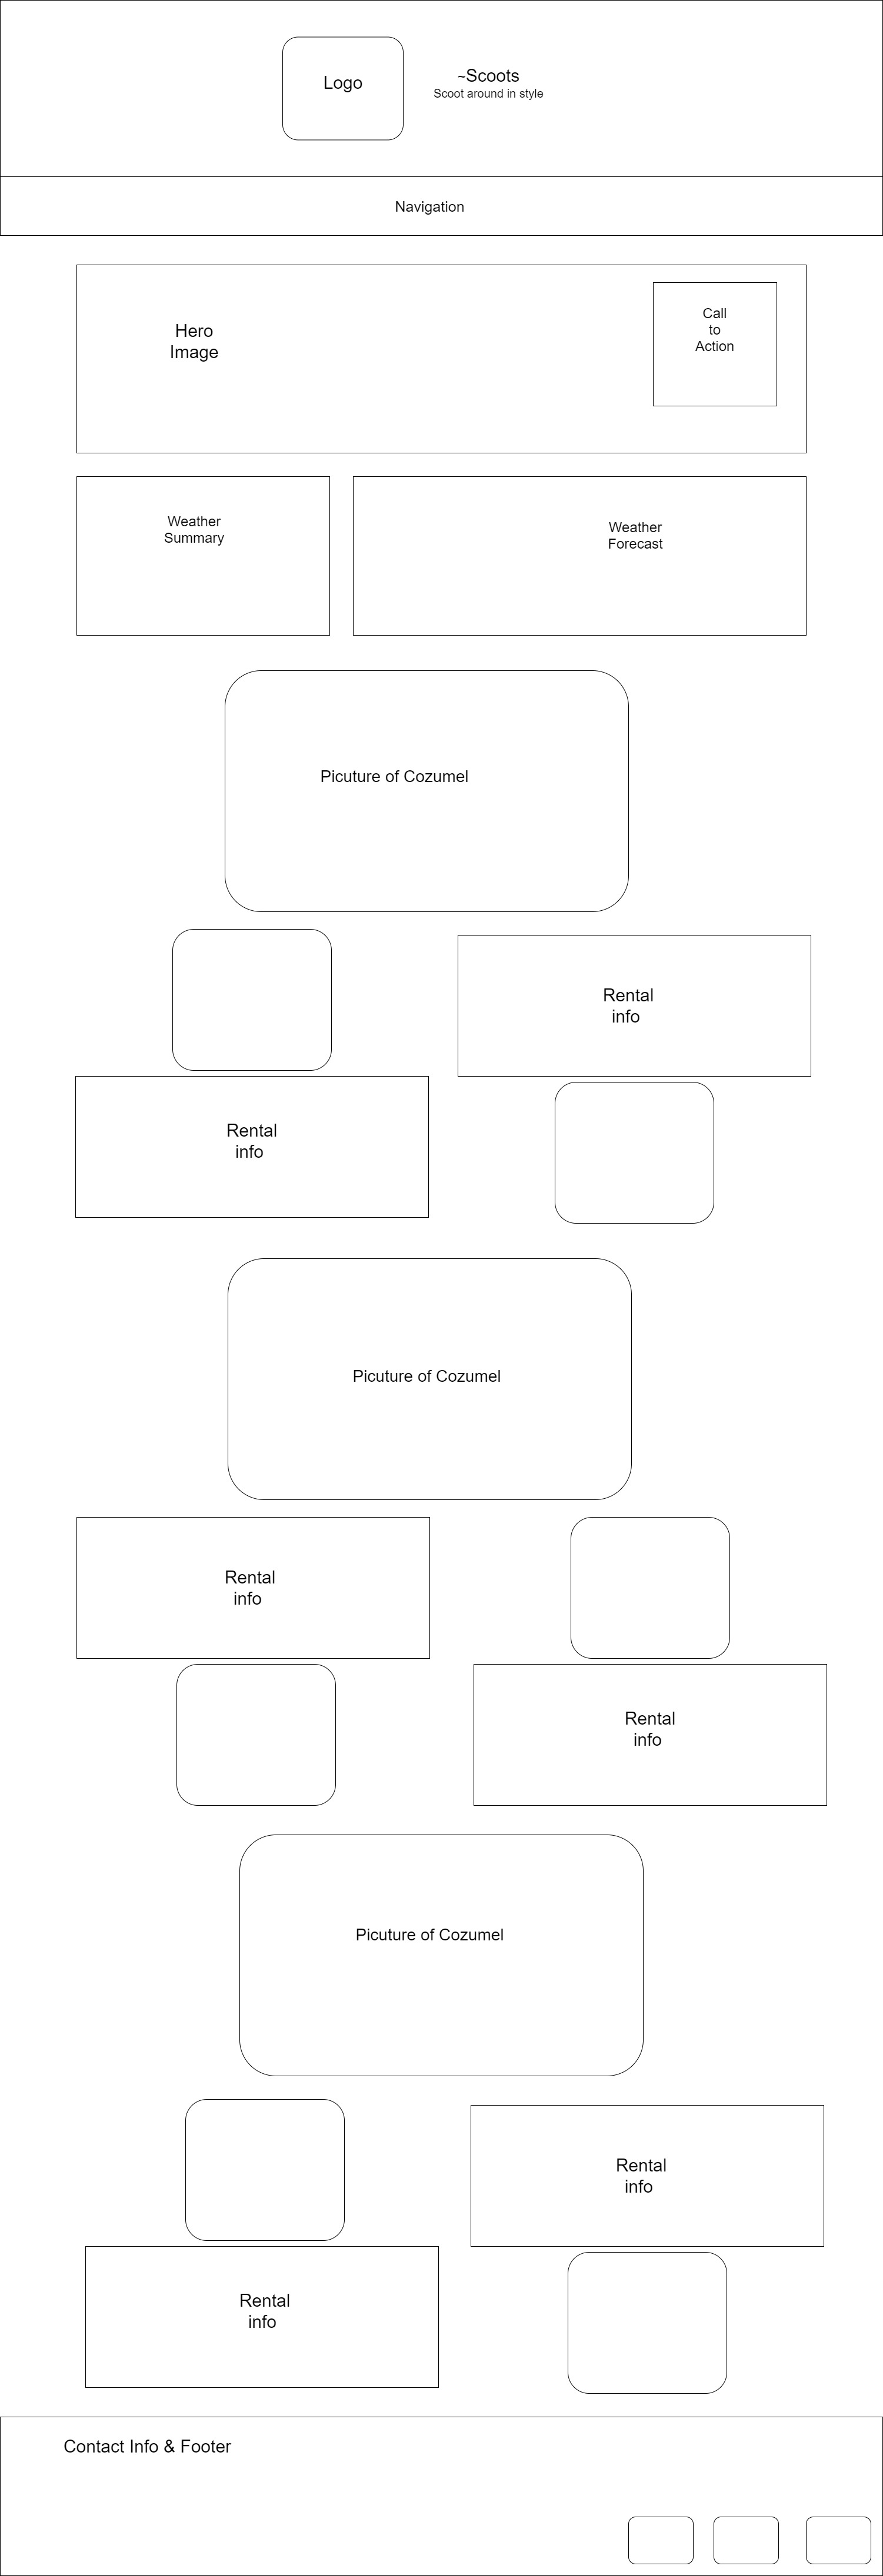 Logo
~Scoots
Scoot around in style
Navigation
Hero
Image
Call
to
Action
Weather
Summary
Weather
Forecast
Picuture of Cozumel
Rental
info
Rental
info
Picuture of Cozumel
Rental
info
Rental
info
Picuture of Cozumel
Rental
info
Rental
info
Contact Info & Footer